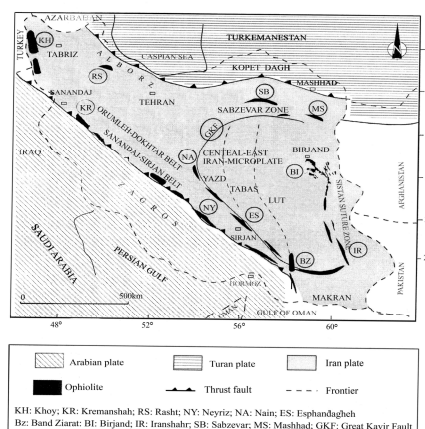 AZARBAIJAN
TURKEMANESTAN
KH
TURKEY
CASPIAN SEA
TABRIZ
ALBORZ
KOPET DAGH
RS
MASHHAD
SANANDAJ
SB
TEHRAN
MS
KR
SABZEVAR ZONE
ORUMLEH-DOKHTAR BELT
GKF
IRAQ
SANANDAJ-SIRJAN BELT
CENTEAL-EAST
BIRJAND
NA
IRAN-MICROPLATE
BI
YAZD
AFGHANISTAN
ZAGROS
TABAS
SISTAN SUTURE ZONE
LUT
NY
ES
SAUDI ARABIA
SIRJAN
PERSIAN GULF
BZ
IR
HORMOZ
PAKISTAN
0 500km
OMAN
MAKRAN
GULF OF OMAN
48° 52° 56° 60°
Arabian plate Turan plate Iran plate
Ophiolite Thrust fault Frontier
KH: Khoy; KR: Kremanshah; RS: Rasht; NY: Neyriz; NA: Nain; ES: Esphandagheh
Bz: Band Ziarat: BI: Birjand; IR: Iranshahr; SB: Sabzevar; MS: Mashhad; GKF: Great Kavir Fault